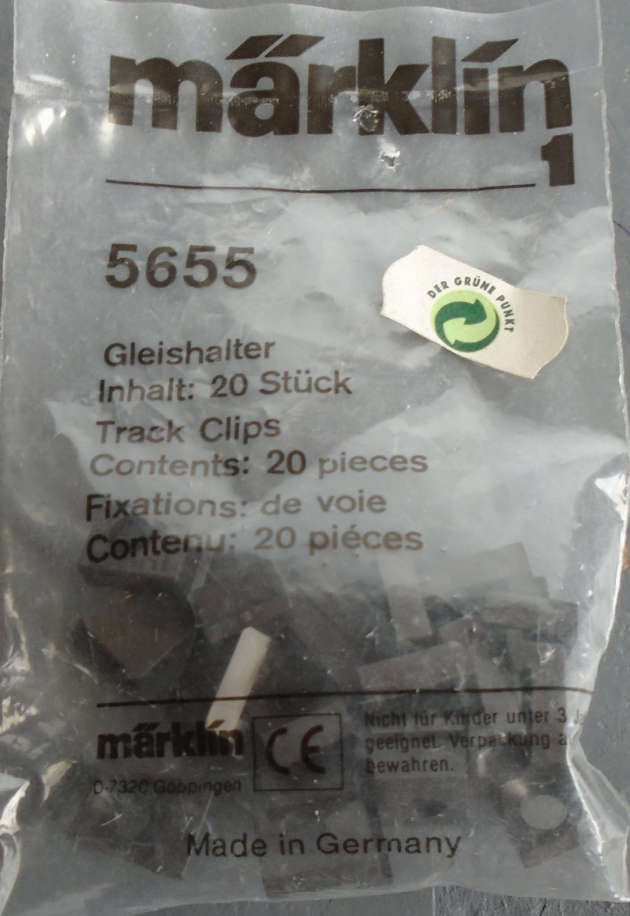 märklin
1
5655
DER GRÜNE PUNKT
Gleishalter
Inhalt: 20 Stück
Track Clips
Contents: 20 pieces
Fixations: de voie
Contenu: 20 piéces
märklin
CE
Nicht für Kinder unter 3
geeignet. Verpackung
bewahren.
D-7320 Göppingen
Made in Germany